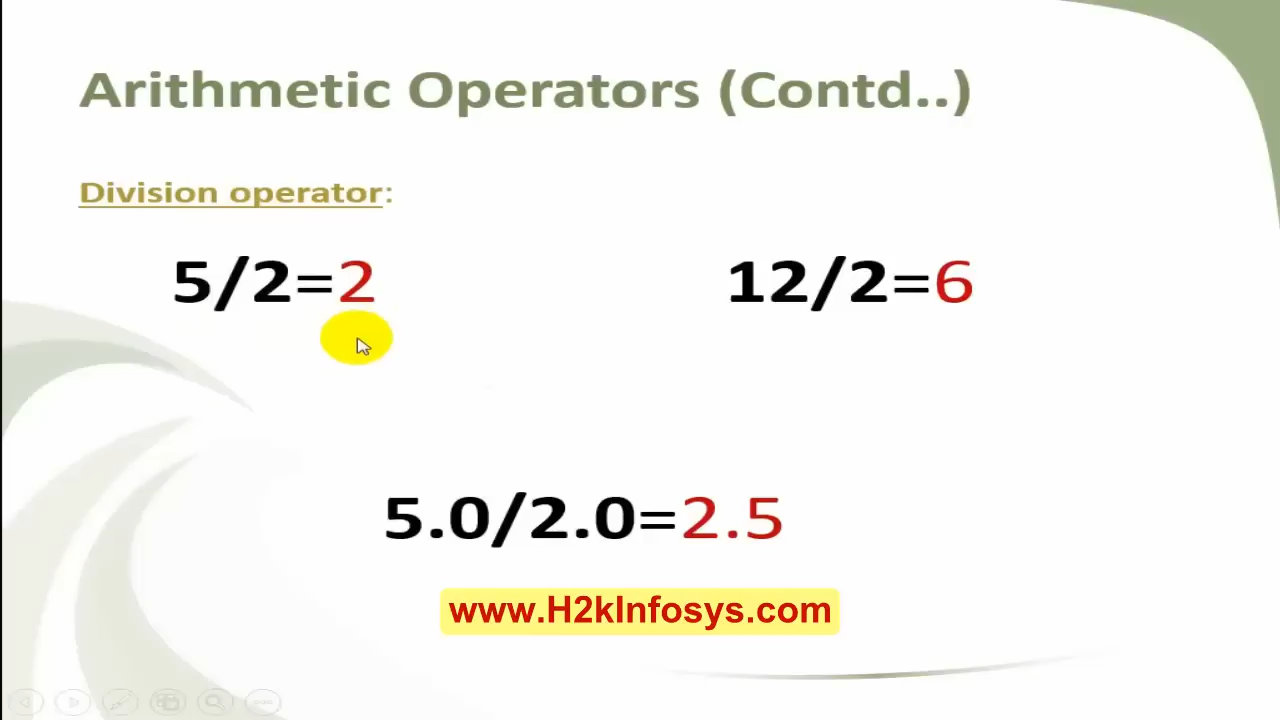 Arithmetic Operators (Contd..)
Division operator:
5/2=2
12/2=6
5.0/2.0=2.5
www.H2kInfosys.com